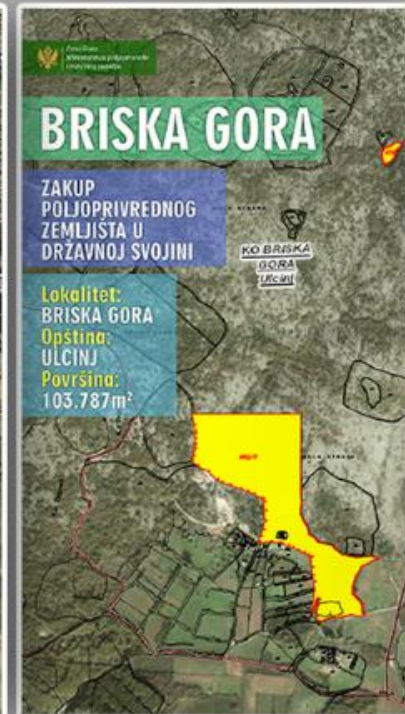 BRISKA GORA
ZAKUP
POLJOPRIVREDNOG
ZEMLJIŠTA U
DRŽAVNOJ SVOJINI
KO BRISKA
GORA
Ulcinj
Lokalitet:
BRISKA GORA
Opština:
ULCINJ
Površina:
103.787m²